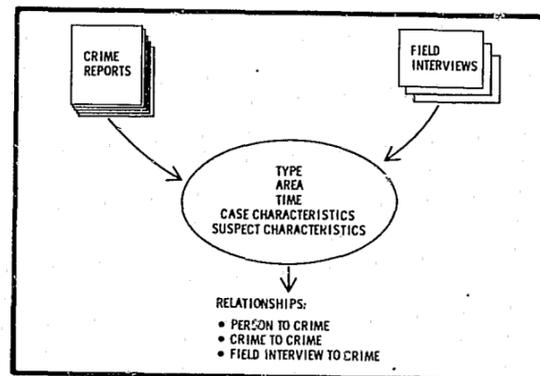 CRIME
REPORTS
FIELD
INTERVIEWS
TYPE
AREA
TIME
CASE CHARACTERISTICS
SUSPECT CHARACTERISTICS
RELATIONSHIPS:
• PERSON TO CRIME
• CRIME TO CRIME
• FIELD INTERVIEW TO CRIME